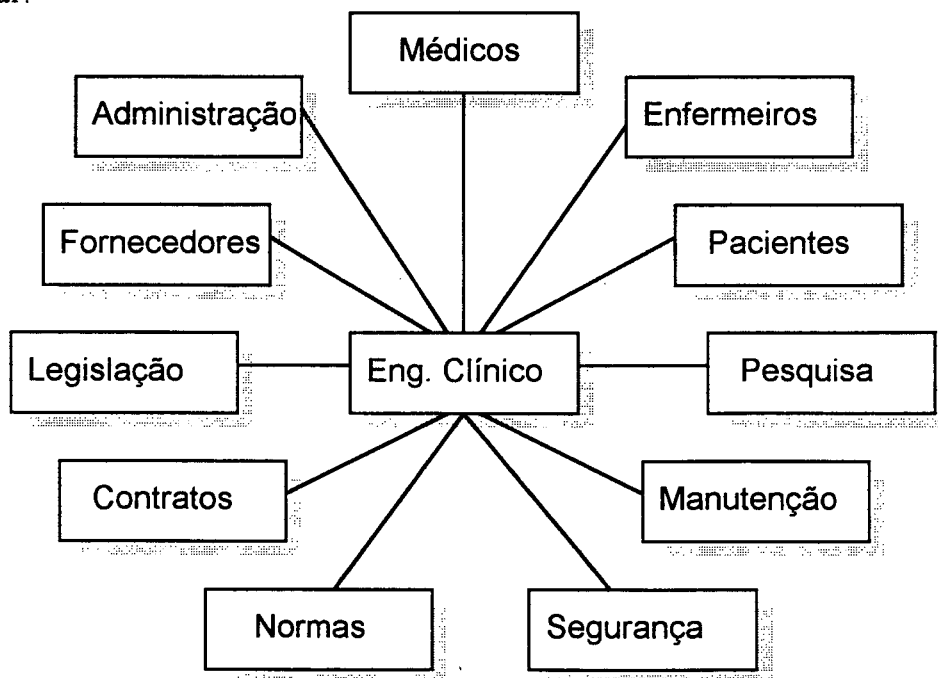 Médicos
Administração
Enfermeiros
Fornecedores
Pacientes
Legislação
Eng. Clínico
Pesquisa
Contratos
Manutenção
Normas
Segurança